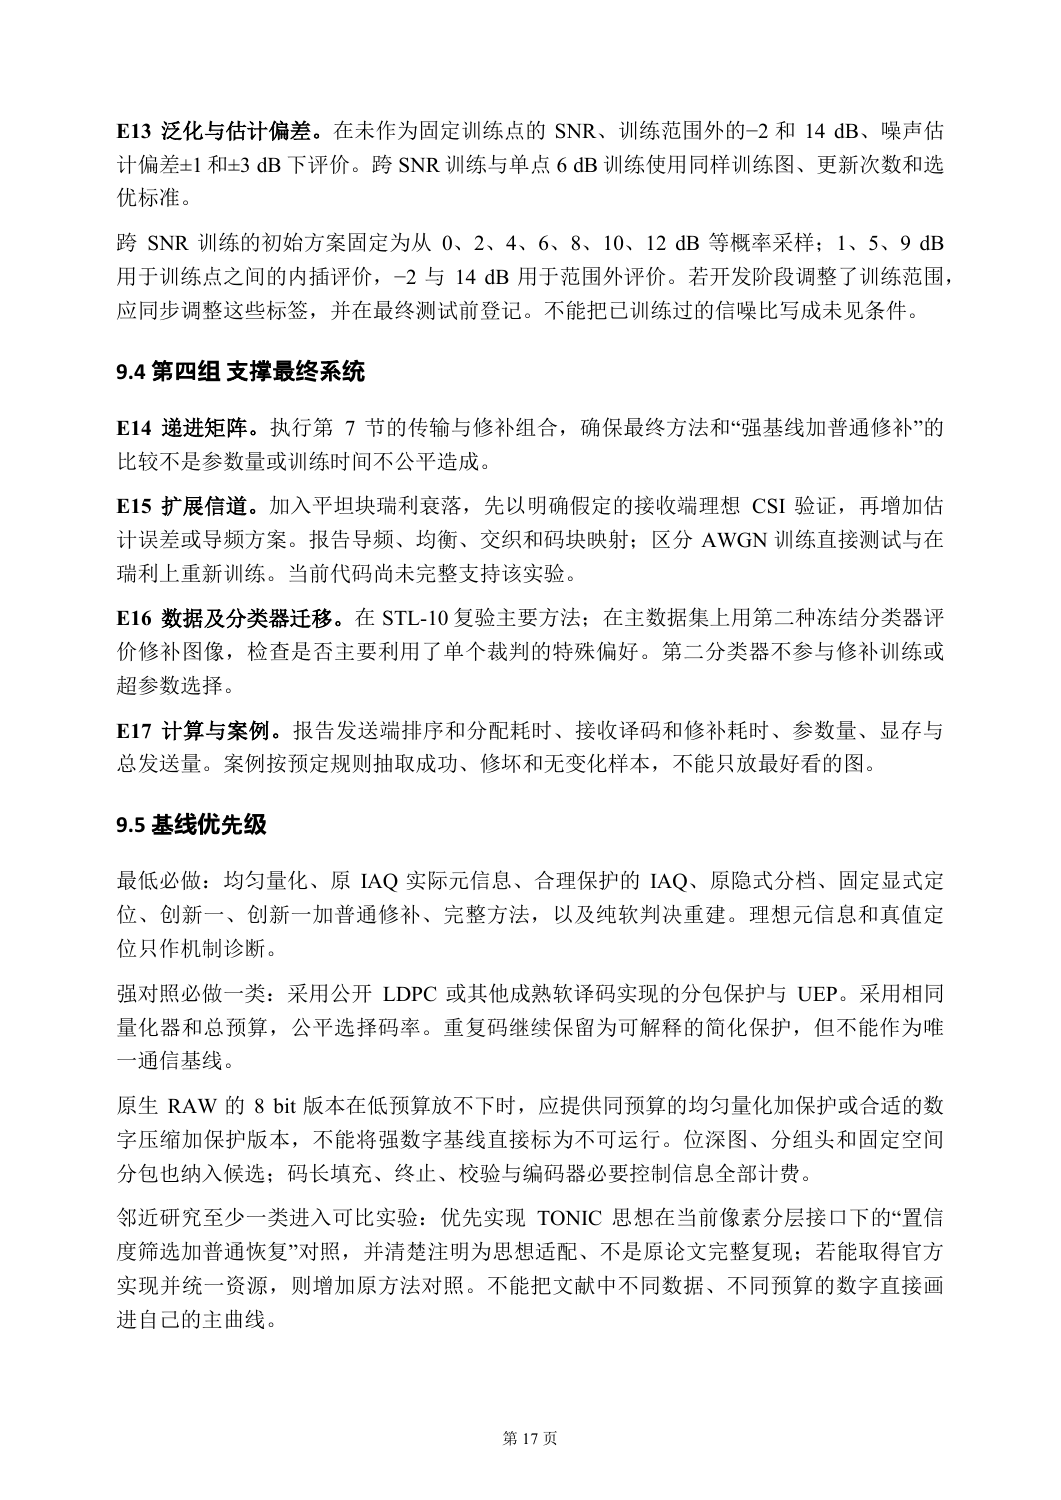 E13 泛化与估计偏差。在未作为固定训练点的 SNR、训练范围外的−2 和 14 dB、噪声估
计偏差±1 和±3 dB 下评价。跨 SNR 训练与单点 6 dB 训练使用同样训练图、更新次数和选
优标准。
跨 SNR 训练的初始方案固定为从 0、2、4、6、8、10、12 dB 等概率采样；1、5、9 dB
用于训练点之间的内插评价，−2 与 14 dB 用于范围外评价。若开发阶段调整了训练范围，
应同步调整这些标签，并在最终测试前登记。不能把已训练过的信噪比写成未见条件。
9.4 第四组 支撑最终系统
E14 递进矩阵。执行第 7 节的传输与修补组合，确保最终方法和“强基线加普通修补”的
比较不是参数量或训练时间不公平造成。
E15 扩展信道。加入平坦块瑞利衰落，先以明确假定的接收端理想 CSI 验证，再增加估
计误差或导频方案。报告导频、均衡、交织和码块映射；区分 AWGN 训练直接测试与在
瑞利上重新训练。当前代码尚未完整支持该实验。
E16 数据及分类器迁移。在 STL-10 复验主要方法；在主数据集上用第二种冻结分类器评
价修补图像，检查是否主要利用了单个裁判的特殊偏好。第二分类器不参与修补训练或
超参数选择。
E17 计算与案例。报告发送端排序和分配耗时、接收译码和修补耗时、参数量、显存与
总发送量。案例按预定规则抽取成功、修坏和无变化样本，不能只放最好看的图。
9.5 基线优先级
最低必做：均匀量化、原 IAQ 实际元信息、合理保护的 IAQ、原隐式分档、固定显式定
位、创新一、创新一加普通修补、完整方法，以及纯软判决重建。理想元信息和真值定
位只作机制诊断。
强对照必做一类：采用公开 LDPC 或其他成熟软译码实现的分包保护与 UEP。采用相同
量化器和总预算，公平选择码率。重复码继续保留为可解释的简化保护，但不能作为唯
一通信基线。
原生 RAW 的 8 bit 版本在低预算放不下时，应提供同预算的均匀量化加保护或合适的数
字压缩加保护版本，不能将强数字基线直接标为不可运行。位深图、分组头和固定空间
分包也纳入候选；码长填充、终止、校验与编码器必要控制信息全部计费。
邻近研究至少一类进入可比实验：优先实现 TONIC 思想在当前像素分层接口下的“置信
度筛选加普通恢复”对照，并清楚注明为思想适配、不是原论文完整复现；若能取得官方
实现并统一资源，则增加原方法对照。不能把文献中不同数据、不同预算的数字直接画
进自己的主曲线。
第 17 页